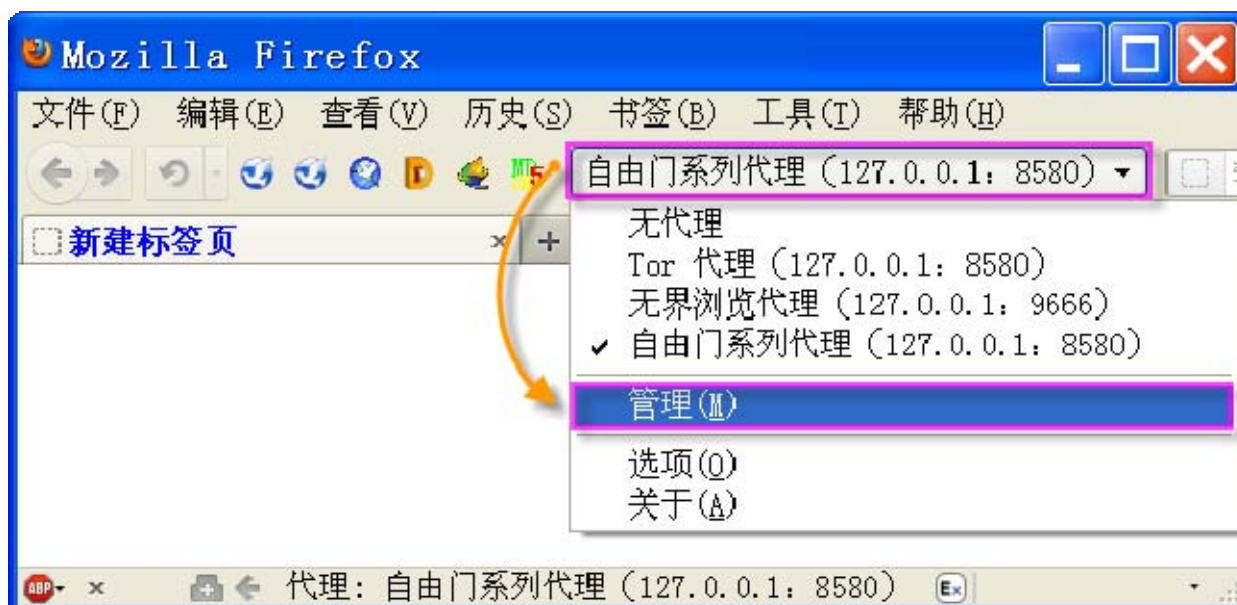 Mozilla Firefox
文件(F) 编辑(E) 查看(V) 历史(S) 书签(B) 工具(T) 帮助(H)
D MD5 自由门系列代理 (127.0.0.1: 8580)
新建标签页
无代理
Tor 代理 (127.0.0.1: 8580)
无界浏览代理 (127.0.0.1: 9666)
自由门系列代理 (127.0.0.1: 8580)
管理(M)
选项(O)
关于(A)
ABP 代理: 自由门系列代理 (127.0.0.1: 8580) Ex